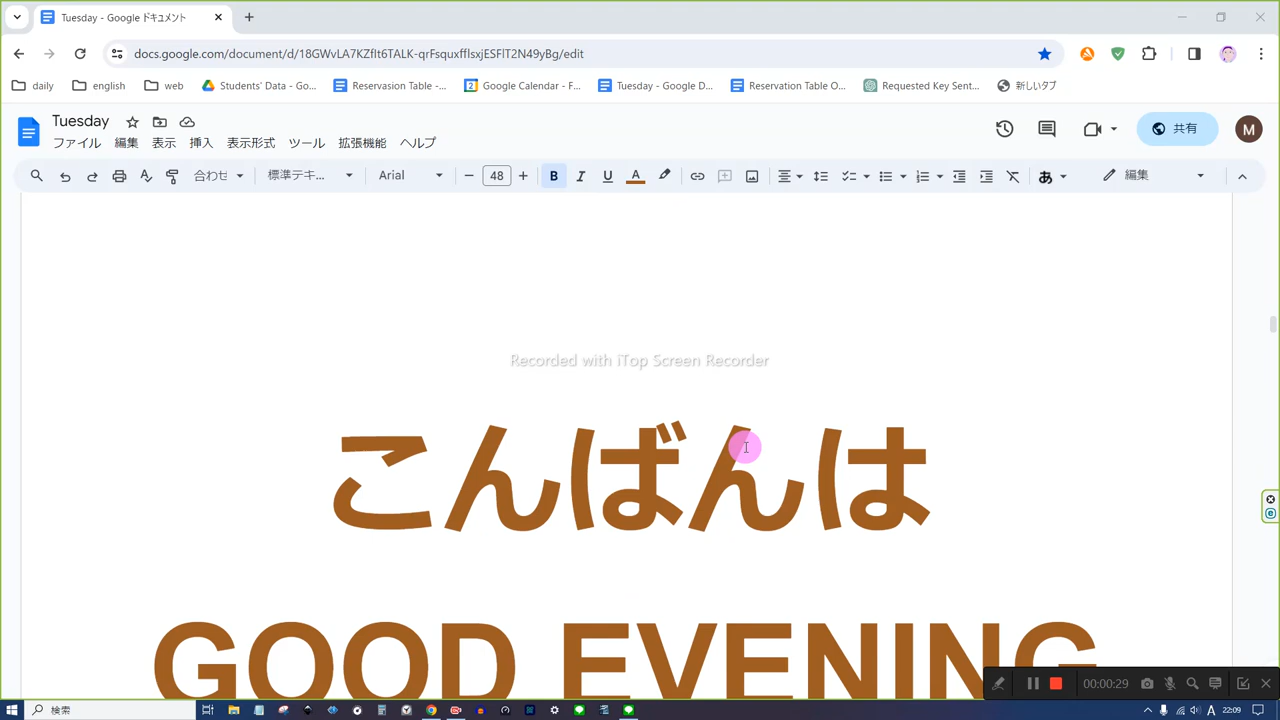 Tuesday - Google ドキュメント
docs.google.com/document/d/18GWvLA7KZfIt6TALK-qrFsquxfflsxjESFlT2N49yBg/edit
daily english web Students' Data - Go... Reservasion Table -... Google Calendar - F... Tuesday - Google D... Reservation Table O... Requested Key Sent... 新しいタブ
Tuesday
ファイル 編集 表示 挿入 表示形式 ツール 拡張機能 ヘルプ
共有
M
合わせ 標準テキ... Arial 48 B I U A あ 編集
Recorded with iTop Screen Recorder
こんばんは
GOOD EVENING
00:00:29
検索
A 22:09